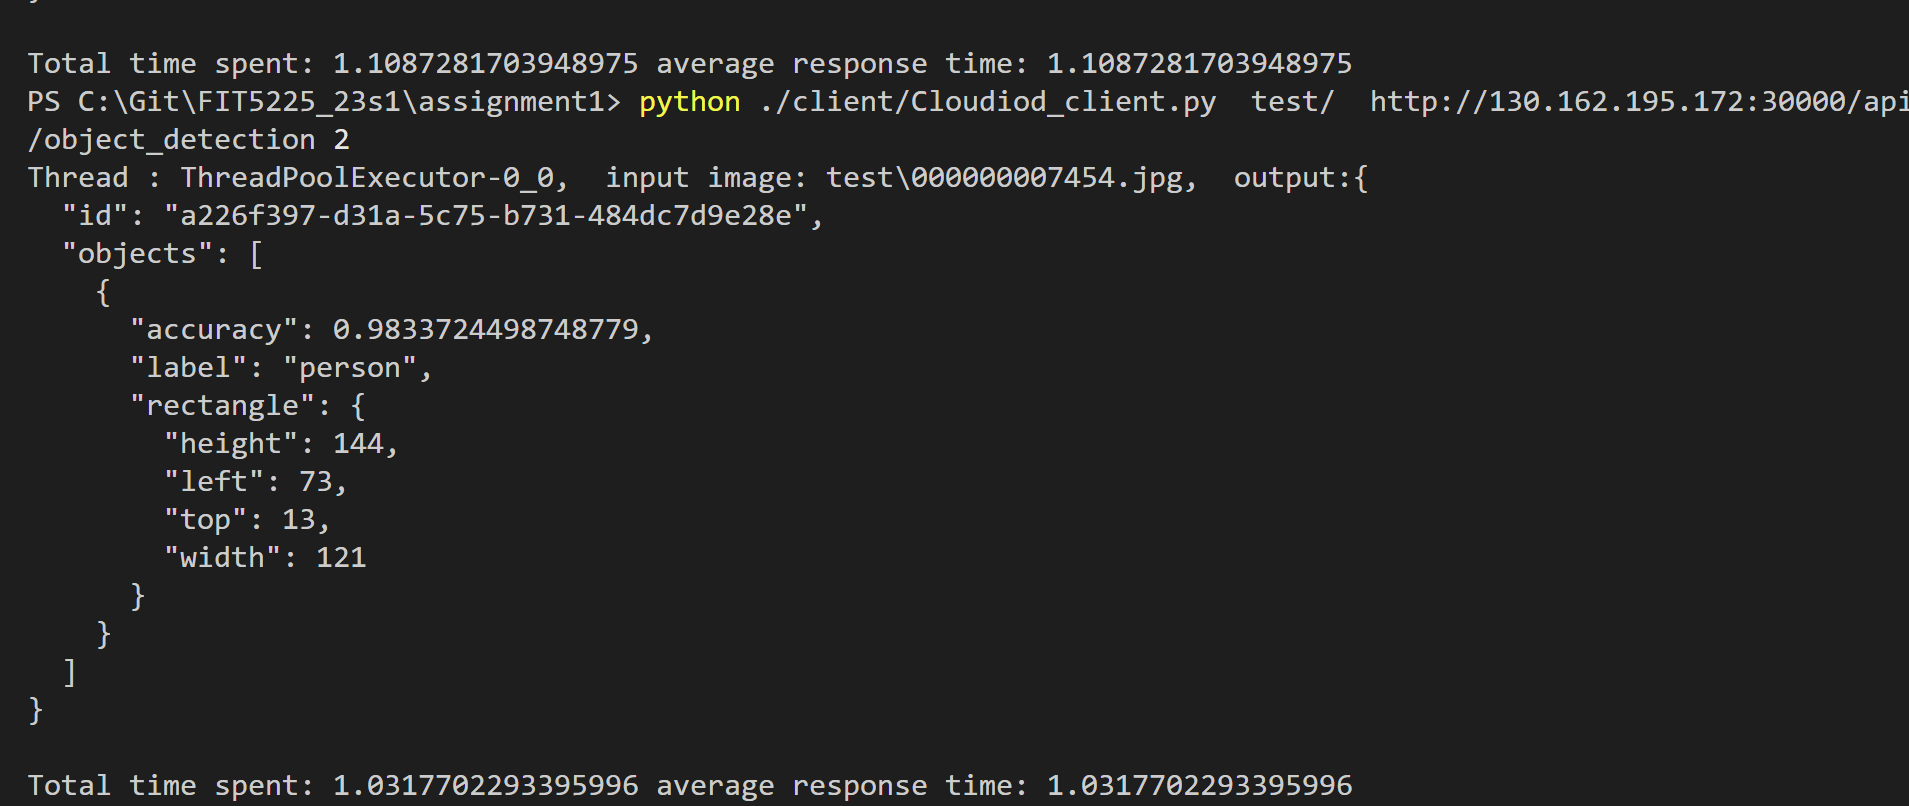 Total time spent: 1.1087281703948975 average response time: 1.1087281703948975
PS C:\Git\FIT5225_23s1\assignment1> python ./client/Cloudiod_client.py  test/  http://130.162.195.172:30000/api
/object_detection 2
Thread : ThreadPoolExecutor-0_0,  input image: test\000000007454.jpg,  output:{
  "id": "a226f397-d31a-5c75-b731-484dc7d9e28e",
  "objects": [
    {
      "accuracy": 0.9833724498748779,
      "label": "person",
      "rectangle": {
        "height": 144,
        "left": 73,
        "top": 13,
        "width": 121
      }
    }
  ]
}
Total time spent: 1.0317702293395996 average response time: 1.0317702293395996